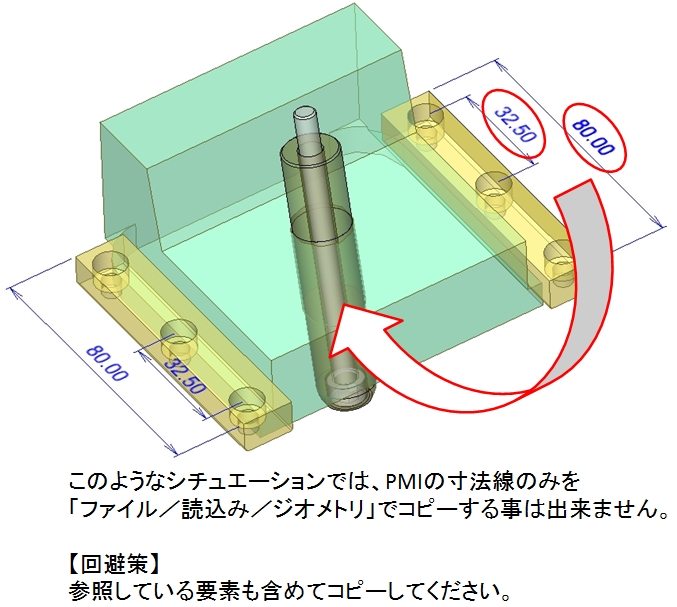 32.50
80.00
80.00
32.50
このようなシチュエーションでは、PMIの寸法線のみを
「ファイル／読込み／ジオメトリ」でコピーする事は出来ません。
【回避策】
参照している要素も含めてコピーしてください。